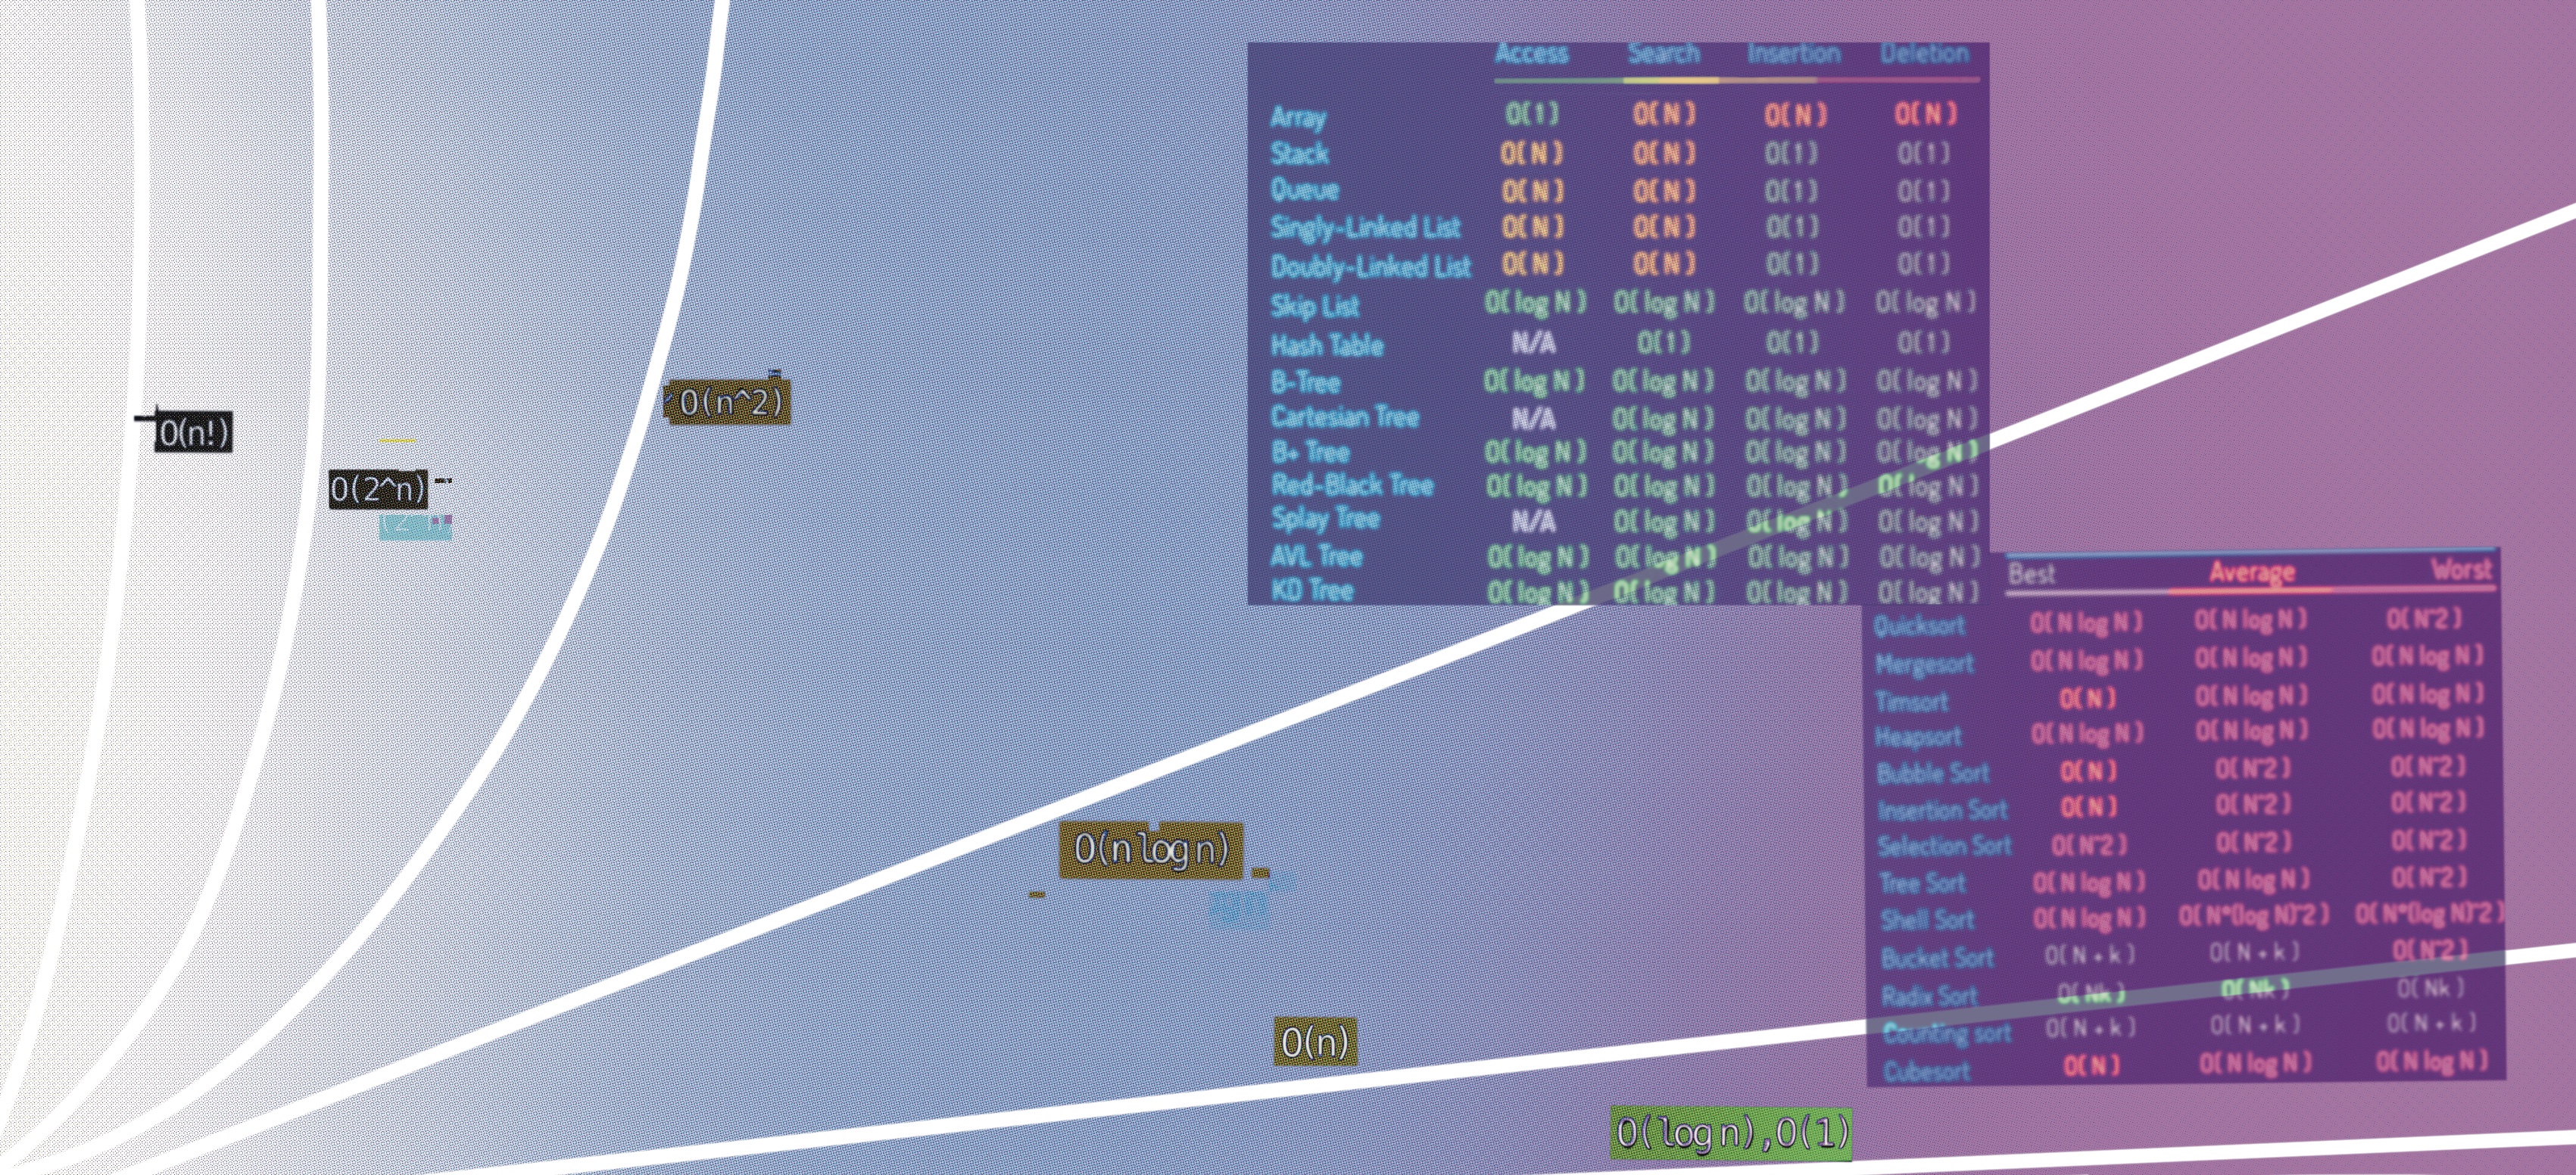 Access Search Insertion Deletion
Array O(1) O(N) O(N) O(N)
Stack O(N) O(N) O(1) O(1)
Queue O(N) O(N) O(1) O(1)
Singly-Linked List O(N) O(N) O(1) O(1)
Doubly-Linked List O(N) O(N) O(1) O(1)
Skip List O(log N) O(log N) O(log N) O(log N)
Hash Table N/A O(1) O(1) O(1)
B-Tree O(log N) O(log N) O(log N) O(log N)
Cartesian Tree N/A O(log N) O(log N) O(log N)
B+ Tree O(log N) O(log N) O(log N) O(log N)
Red-Black Tree O(log N) O(log N) O(log N) O(log N)
Splay Tree N/A O(log N) O(log N) O(log N)
AVL Tree O(log N) O(log N) O(log N) O(log N)
KD Tree O(log N) O(log N) O(log N) O(log N)
O(n^2)
O(n!)
O(2^n)
Best Average Worst
Quicksort O(N log N) O(N log N) O(N^2)
Mergesort O(N log N) O(N log N) O(N log N)
Timsort O(N) O(N log N) O(N log N)
Heapsort O(N log N) O(N log N) O(N log N)
Bubble Sort O(N) O(N^2) O(N^2)
Insertion Sort O(N) O(N^2) O(N^2)
Selection Sort O(N^2) O(N^2) O(N^2)
Tree Sort O(N log N) O(N log N) O(N^2)
Shell Sort O(N log N) O(N*(log N)^2) O(N*(log N)^2)
Bucket Sort O(N + k) O(N + k) O(N^2)
Radix Sort O(Nk) O(Nk) O(Nk)
Counting sort O(N + k) O(N + k) O(N + k)
Cubesort O(N) O(N log N) O(N log N)
O(nlogn)
O(n)
O(logn),O(1)